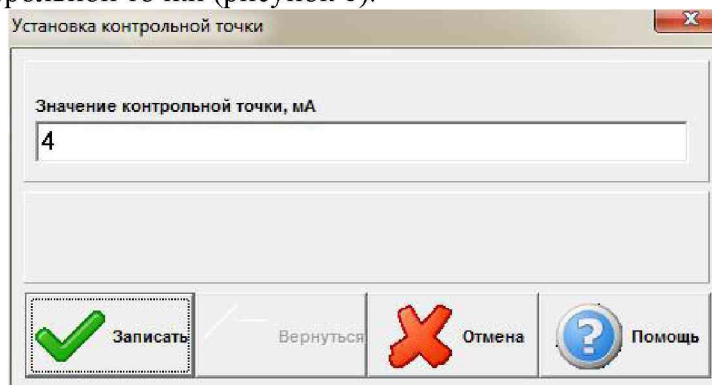 Установка контрольной точки
Значение контрольной точки, мА
4
Записать
Вернуться
Отмена
Помощь